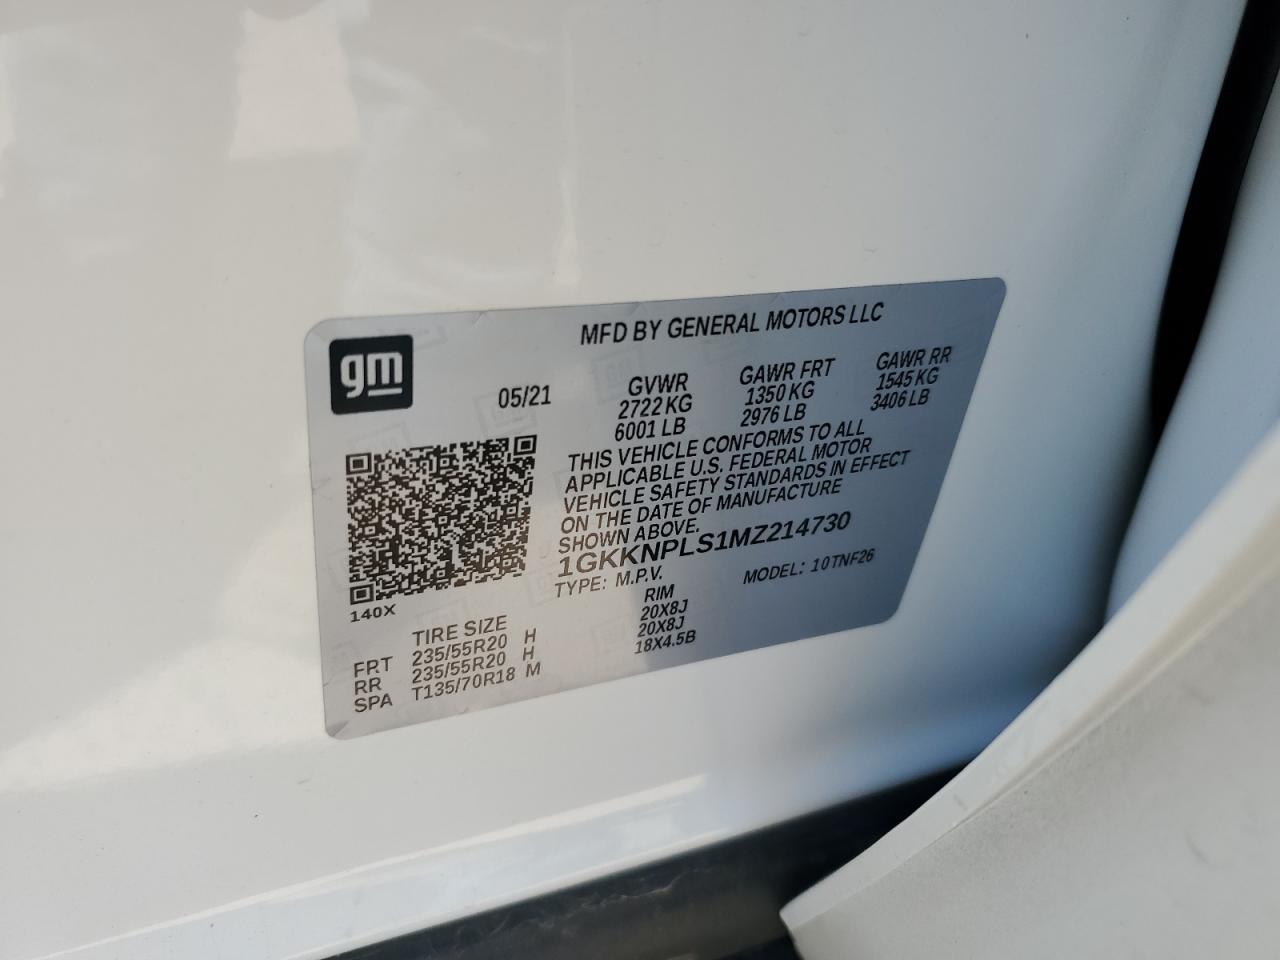 gm
MFD BY GENERAL MOTORS LLC
05/21
GVWR GAWR FRT GAWR RR
2722 KG 1350 KG 1545 KG
6001 LB 2976 LB 3406 LB
THIS VEHICLE CONFORMS TO ALL
APPLICABLE U.S. FEDERAL MOTOR
VEHICLE SAFETY STANDARDS IN EFFECT
ON THE DATE OF MANUFACTURE
SHOWN ABOVE.
1GKKNPLS1MZ214730
TYPE: M.P.V. MODEL: 10TNF26
140X
TIRE SIZE RIM
FRT 235/55R20 H 20X8J
RR 235/55R20 H 20X8J
SPA T135/70R18 M 18X4.5B